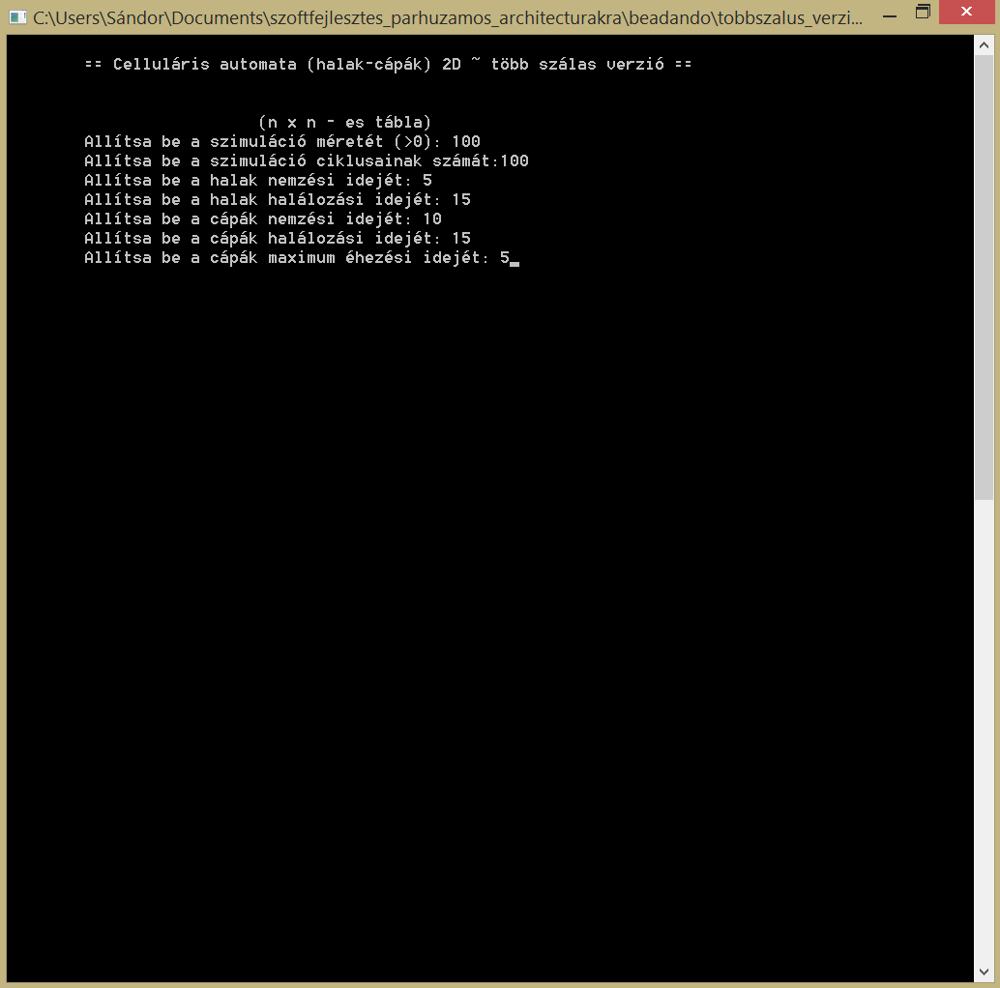 C:\Users\Sándor\Documents\szoftfejlesztes_parhuzamos_architecturakra\beadando\tobbszalus_verzi...
== Celluláris automata (halak-cápák) 2D ~ több szálas verzió ==
(n x n - es tábla)
Allítsa be a szimuláció méretét (>0): 100
Allítsa be a szimuláció ciklusainak számát:100
Allítsa be a halak nemzési idejét: 5
Allítsa be a halak halálozási idejét: 15
Allítsa be a cápák nemzési idejét: 10
Allítsa be a cápák halálozási idejét: 15
Allítsa be a cápák maximum éhezési idejét: 5_